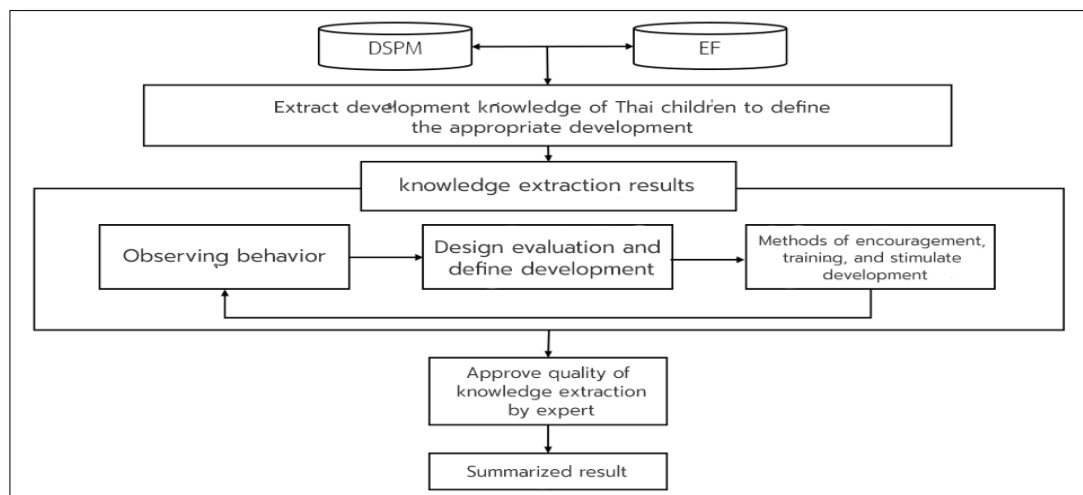 DSPM
EF
Extract development knowledge of Thai children to define
the appropriate development
knowledge extraction results
Observing behavior
Design evaluation and
define development
Methods of encouragement,
training, and stimulate
development
Approve quality of
knowledge extraction
by expert
Summarized result